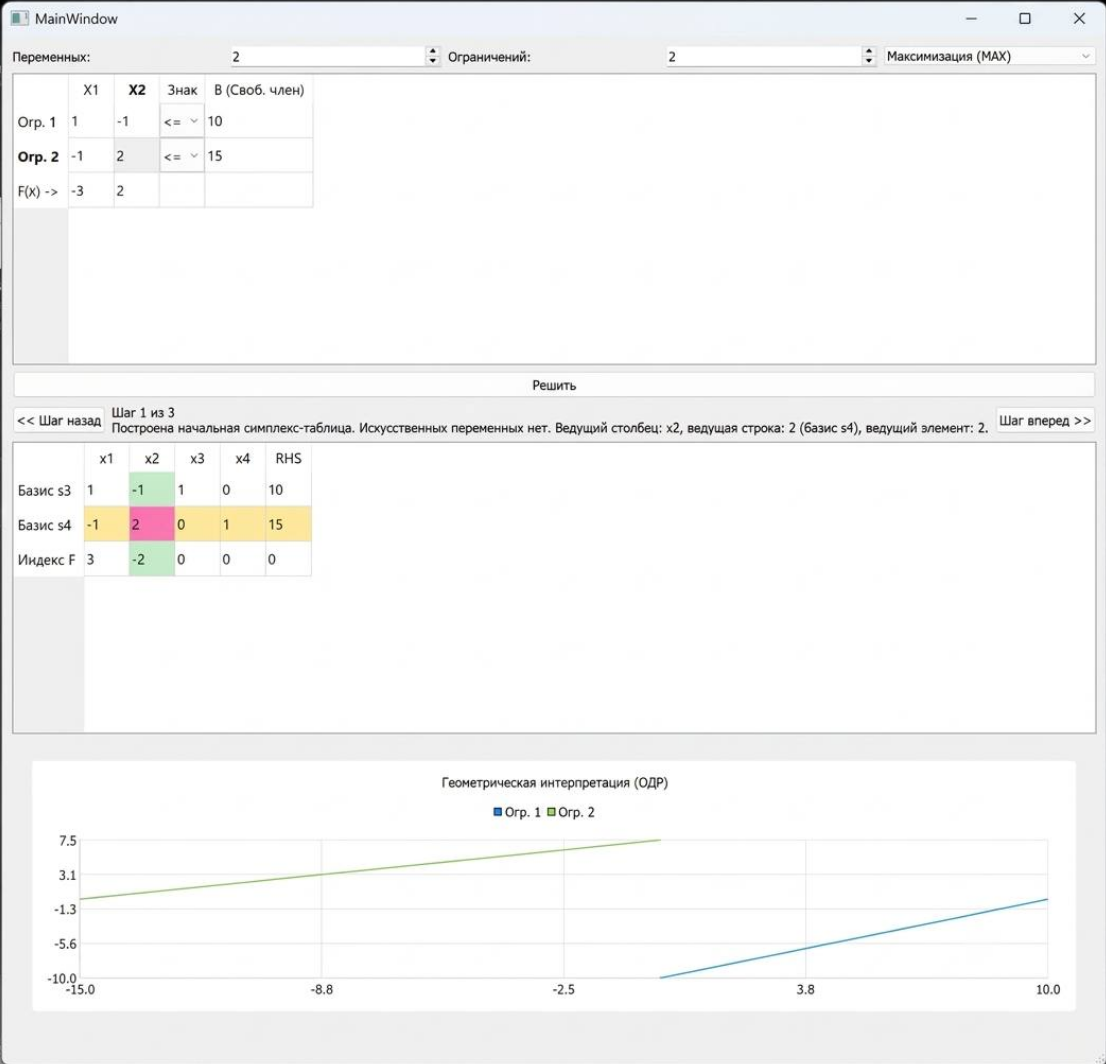 MainWindow
Переменных: 2 Ограничений: 2 Максимизация (MAX)
X1 X2 Знак В (Своб. член)
Огр. 1 1 -1 <= 10
Огр. 2 -1 2 <= 15
F(x) -> -3 2
Решить
<< Шаг назад
Шаг 1 из 3
Построена начальная симплекс-таблица. Искусственных переменных нет. Ведущий столбец: x2, ведущая строка: 2 (базис s4), ведущий элемент: 2.
Шаг вперед >>
x1 x2 x3 x4 RHS
Базис s3 1 -1 1 0 10
Базис s4 -1 2 0 1 15
Индекс F 3 -2 0 0 0
Геометрическая интерпретация (ОДР)
Огр. 1 Огр. 2
7.5
3.1
-1.3
-5.6
-10.0
-15.0 -8.8 -2.5 3.8 10.0